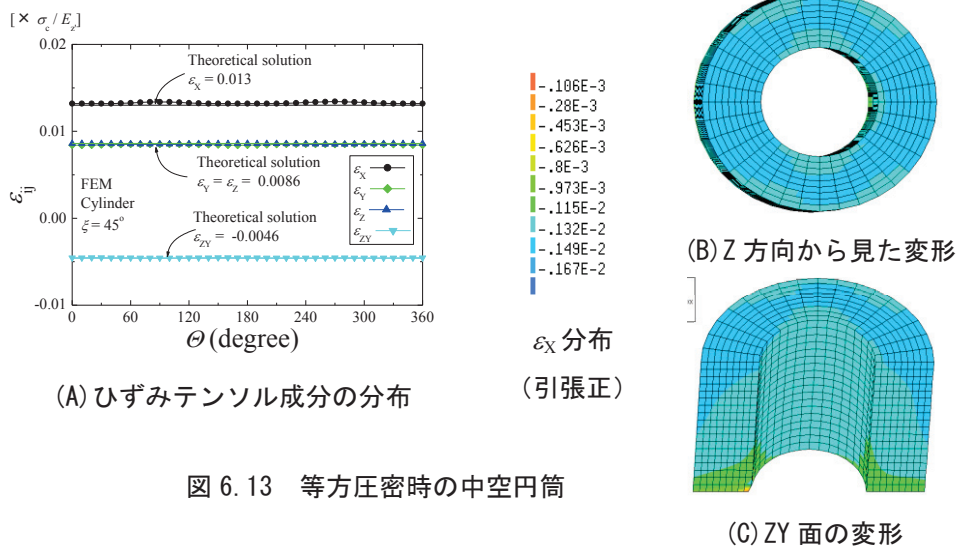 [× σc / Ez']
0.02
0.01
0.00
-0.01
εij
Theoretical solution
εX = 0.013
Theoretical solution
εY = εZ = 0.0086
Theoretical solution
εZY = -0.0046
FEM
Cylinder
ξ = 45°
εX
εY
εZ
εZY
0 60 120 180 240 300 360
Θ (degree)
(A) ひずみテンソル成分の分布
-.106E-3
-.28E-3
-.453E-3
-.626E-3
-.8E-3
-.973E-3
-.115E-2
-.132E-2
-.149E-2
-.167E-2
εX 分布
(引張正)
(B) Z 方向から見た変形
(C) ZY 面の変形
図 6.13 等方圧密時の中空円筒